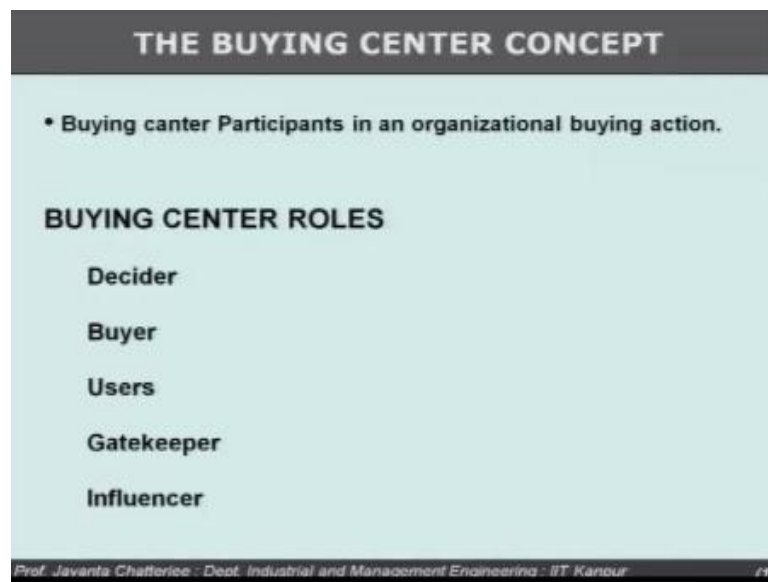 THE BUYING CENTER CONCEPT
• Buying canter Participants in an organizational buying action.
BUYING CENTER ROLES
Decider
Buyer
Users
Gatekeeper
Influencer
Prof. Jayanta Chatterjee : Dept. Industrial and Management Engineering : IIT Kanpur